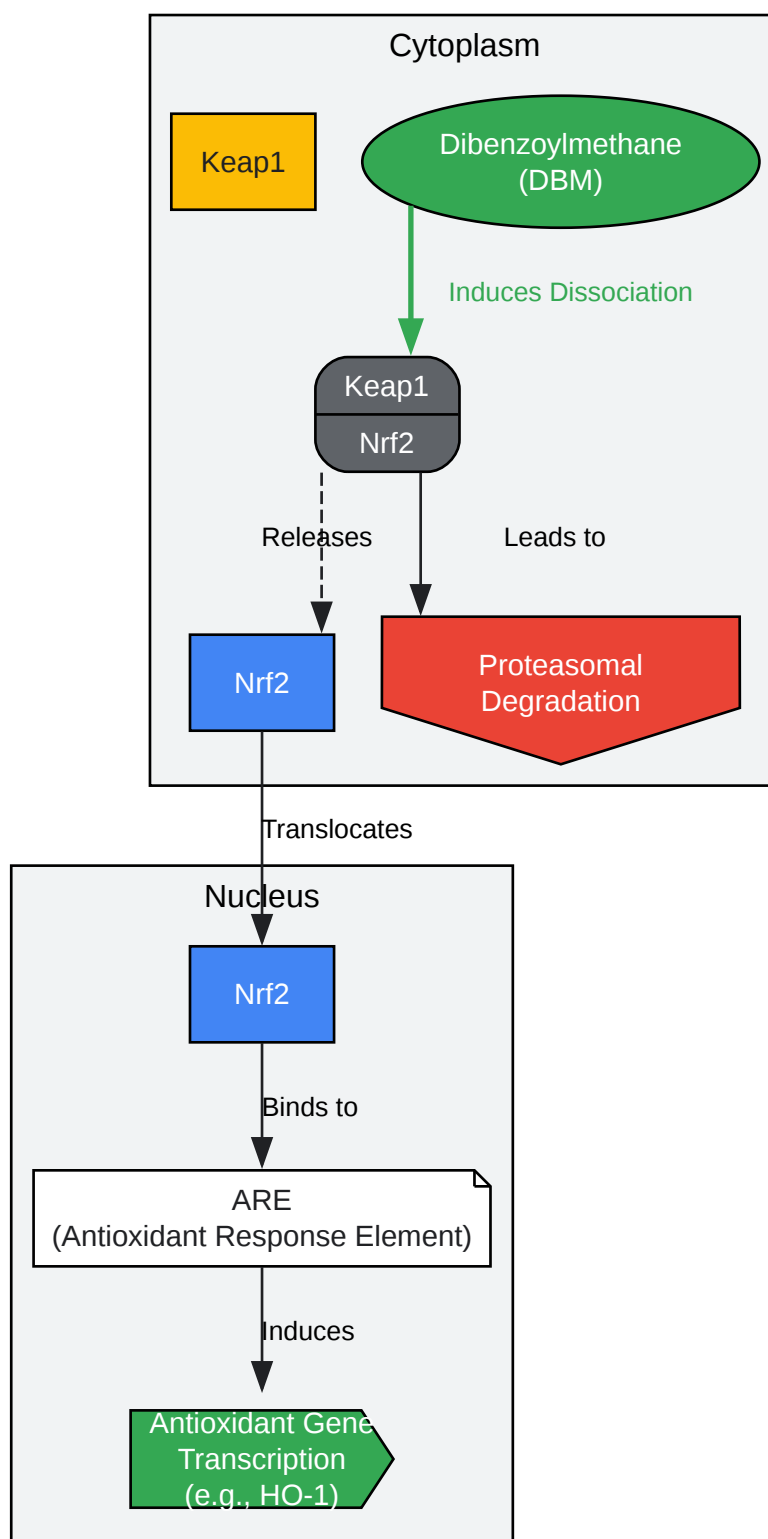 Cytoplasm
Keap1
Dibenzoylmethane
(DBM)
Induces Dissociation
Keap1
Nrf2
Releases
Leads to
Nrf2
Proteasomal
Degradation
Translocates
Nucleus
Nrf2
Binds to
ARE
(Antioxidant Response Element)
Induces
Antioxidant Gene
Transcription
(e.g., HO-1)